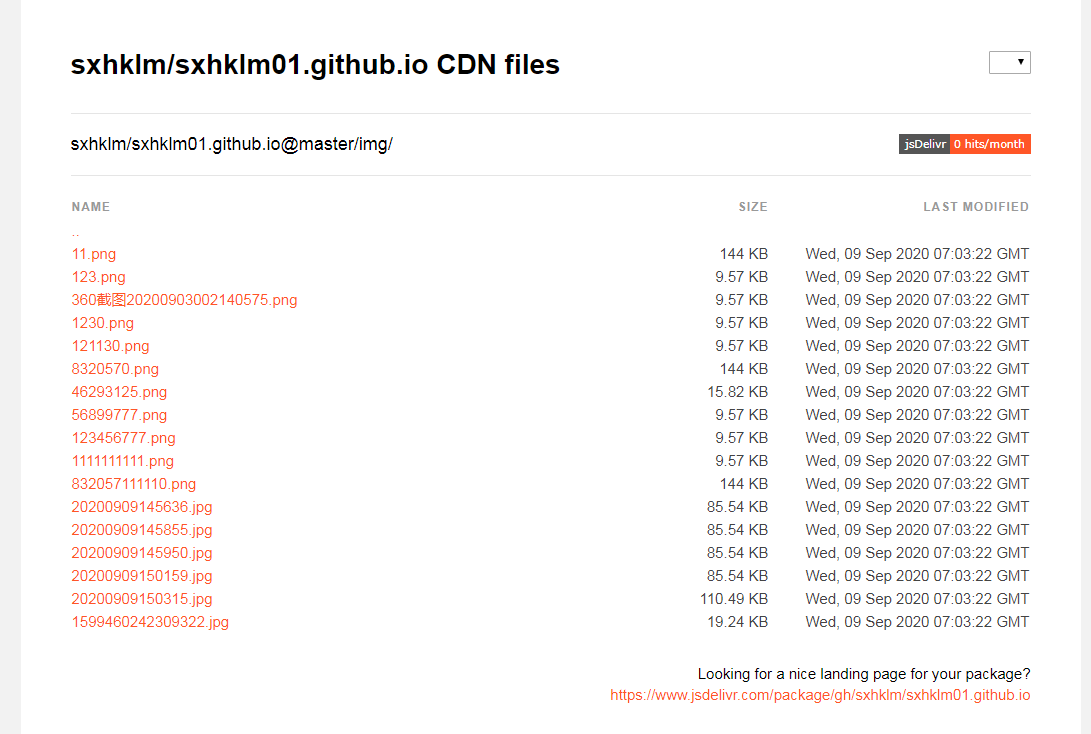 sxhklm/sxhklm01.github.io CDN files
sxhklm/sxhklm01.github.io@master/img/ jsDelivr 0 hits/month
NAME SIZE LAST MODIFIED
..
11.png 144 KB Wed, 09 Sep 2020 07:03:22 GMT
123.png 9.57 KB Wed, 09 Sep 2020 07:03:22 GMT
360截图20200903002140575.png 9.57 KB Wed, 09 Sep 2020 07:03:22 GMT
1230.png 9.57 KB Wed, 09 Sep 2020 07:03:22 GMT
121130.png 9.57 KB Wed, 09 Sep 2020 07:03:22 GMT
8320570.png 144 KB Wed, 09 Sep 2020 07:03:22 GMT
46293125.png 15.82 KB Wed, 09 Sep 2020 07:03:22 GMT
56899777.png 9.57 KB Wed, 09 Sep 2020 07:03:22 GMT
123456777.png 9.57 KB Wed, 09 Sep 2020 07:03:22 GMT
1111111111.png 9.57 KB Wed, 09 Sep 2020 07:03:22 GMT
832057111110.png 144 KB Wed, 09 Sep 2020 07:03:22 GMT
20200909145636.jpg 85.54 KB Wed, 09 Sep 2020 07:03:22 GMT
20200909145855.jpg 85.54 KB Wed, 09 Sep 2020 07:03:22 GMT
20200909145950.jpg 85.54 KB Wed, 09 Sep 2020 07:03:22 GMT
20200909150159.jpg 85.54 KB Wed, 09 Sep 2020 07:03:22 GMT
20200909150315.jpg 110.49 KB Wed, 09 Sep 2020 07:03:22 GMT
1599460242309322.jpg 19.24 KB Wed, 09 Sep 2020 07:03:22 GMT
Looking for a nice landing page for your package?
https://www.jsdelivr.com/package/gh/sxhklm/sxhklm01.github.io